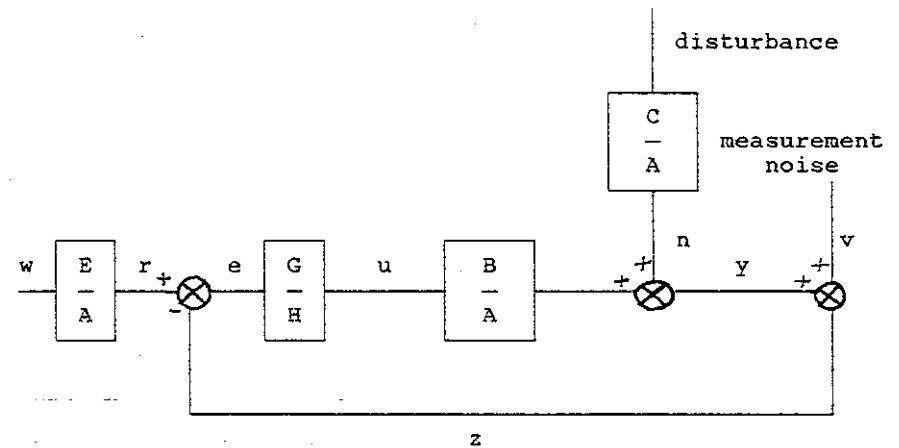 disturbance
C
A
measurement
noise
n
v
w
E
A
r
+
-
e
G
H
u
B
A
+
+
y
+
+
z